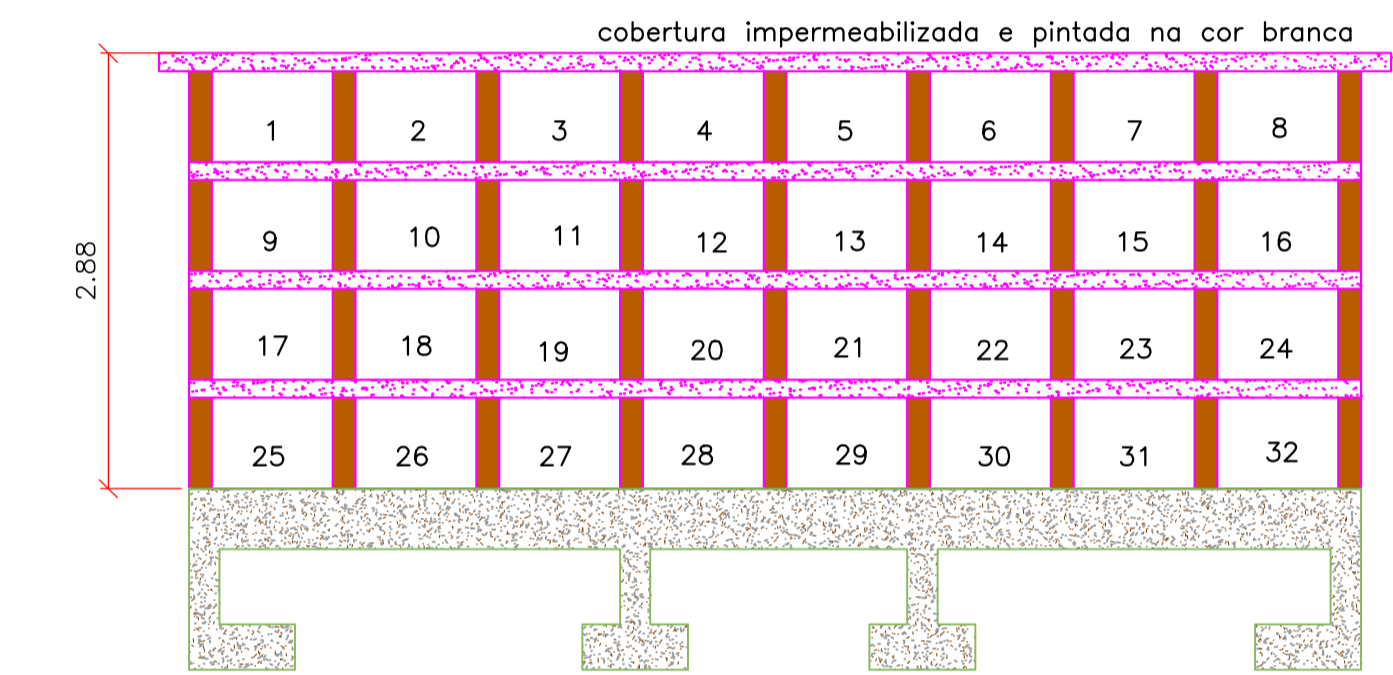 cobertura impermeabilizada e pintada na cor branca
1 2 3 4 5 6 7 8
2.88
9 10 11 12 13 14 15 16
17 18 19 20 21 22 23 24
25 26 27 28 29 30 31 32